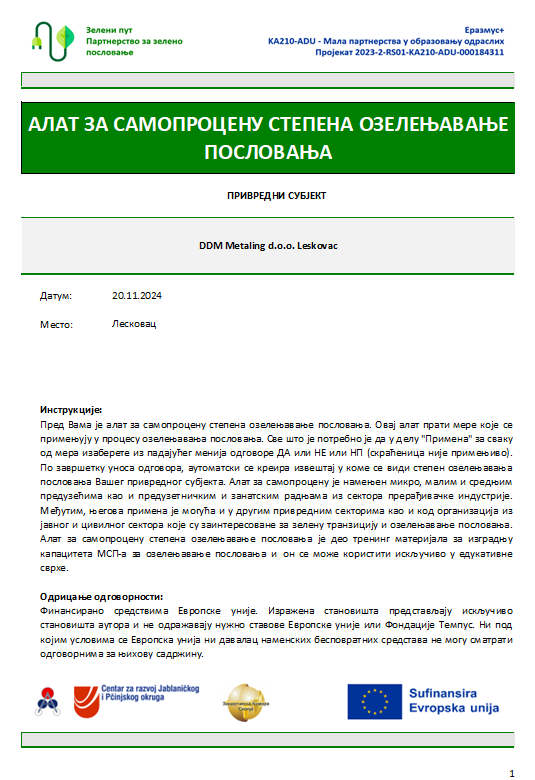 Зелени пут
Партнерство за зелено
пословање
Еразмус+
KA210-ADU - Мала партнерства у образовању одраслих
Пројекат 2023-2-RS01-KA210-ADU-000184311
АЛАТ ЗА САМОПРОЦЕНУ СТЕПЕНА ОЗЕЛЕЊАВАЊЕ
ПОСЛОВАЊА
ПРИВРЕДНИ СУБЈЕКТ
DDM Metaling d.o.o. Leskovac
Датум: 20.11.2024
Место: Лесковац
Инструкције:
Пред Вама је алат за самопроцену степена озелењавање пословања. Овај алат прати мере које се
примењују у процесу озелењавања пословања. Све што је потребно је да у делу "Примена" за сваку
од мера изаберете из падајућег менија одговоре ДА или НЕ или НП (скраћеница није примењиво).
По завршетку уноса одговора, аутоматски се креира извештај у коме се види степен озелењавања
пословања Вашег привредног субјекта. Алат за самопроцену је намењен микро, малим и средњим
предузећима као и предузетничким и занатским радњама из сектора прерађивачке индустрије.
Међутим, његова примена је могућа и у другим привредним секторима као и код организација из
јавног и цивилног сектора које су заинтересоване за зелену транзицију и озелењавање пословања.
Алат за самопроцену степена озелењавање пословања је део тренинг материјала за изградњу
капацитета МСП-а за озелењавање пословања и он се може користити искључиво у едукативне
сврхе.
Одрицање одговорности:
Финансирано средствима Европске уније. Изражена становишта представљају искључиво
становишта аутора и не одражавају нужно ставове Европске уније или Фондације Темпус. Ни под
којим условима се Европска унија ни давалац наменских бесповратних средстава не могу сматрати
одговорнима за њихову садржину.
Centar za razvoj Jablaničkog
i Pčinjskog okruga
Sufinansira
Evropska unija
1